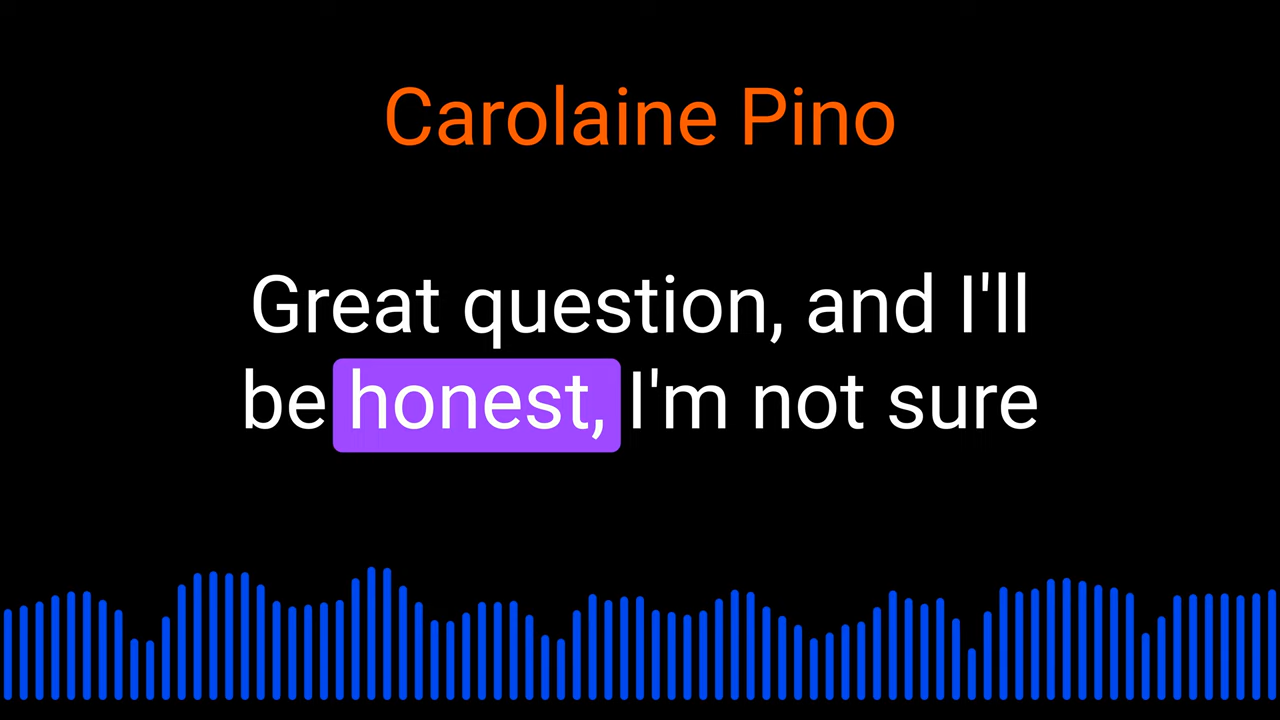 Carolaine Pino
Great question, and I'll
be honest, I'm not sure